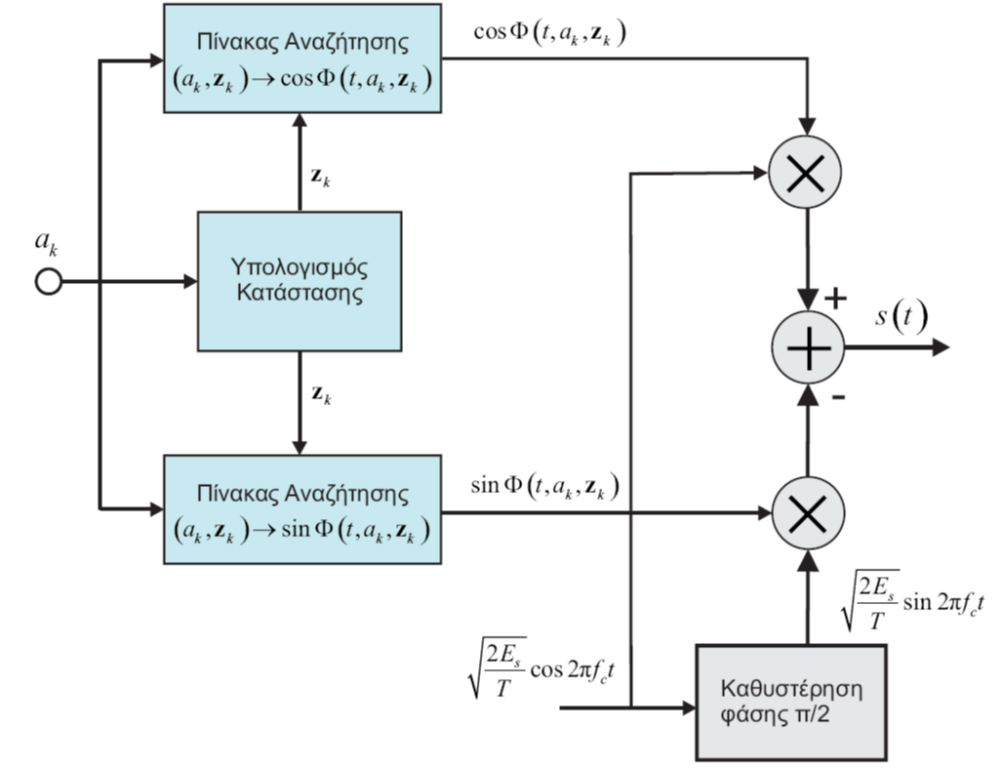 Πίνακας Αναζήτησης
(a_k, z_k) → cos Φ(t, a_k, z_k)
cos Φ(t, a_k, z_k)
z_k
a_k
Υπολογισμός
Κατάστασης
+
s(t)
z_k
-
Πίνακας Αναζήτησης
(a_k, z_k) → sin Φ(t, a_k, z_k)
sin Φ(t, a_k, z_k)
√(2E_s/T) sin 2πf_c t
√(2E_s/T) cos 2πf_c t
Καθυστέρηση
φάσης π/2